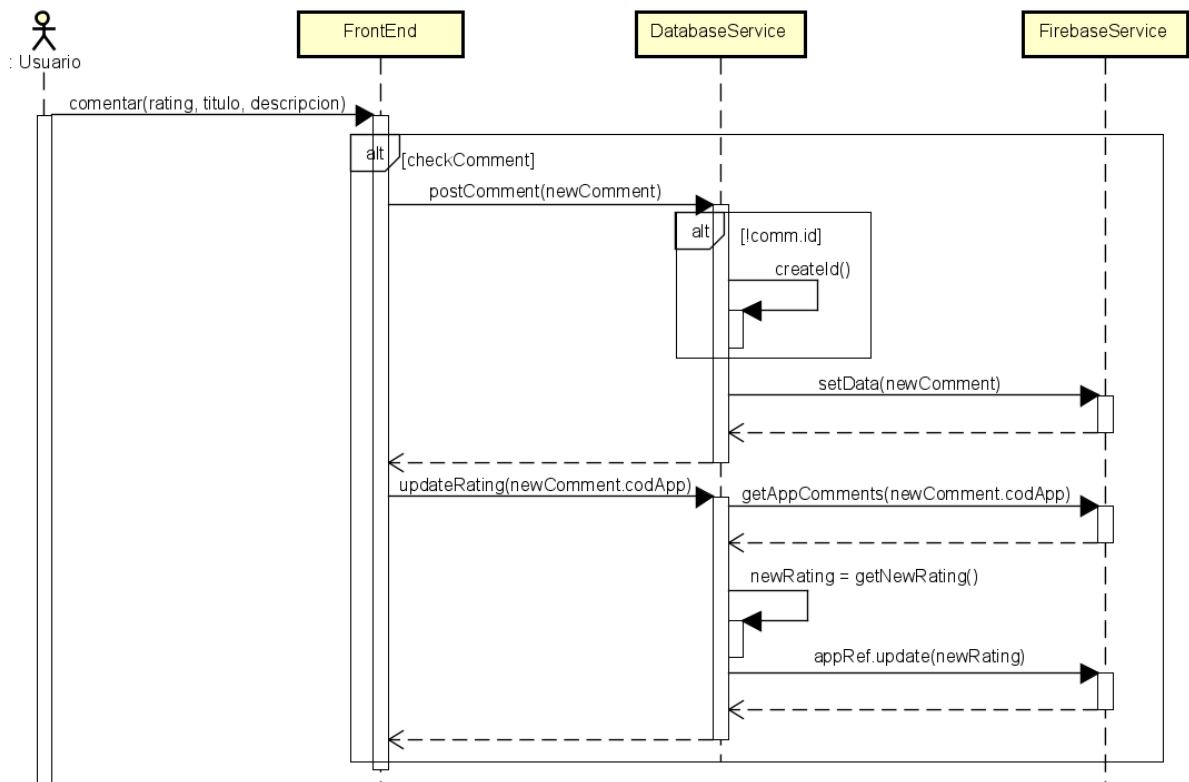 FrontEnd
DatabaseService
FirebaseService
: Usuario
comentar(rating, titulo, descripcion)
alt
[checkComment]
postComment(newComment)
alt
[!comm.id]
createId()
setData(newComment)
updateRating(newComment.codApp)
getAppComments(newComment.codApp)
newRating = getNewRating()
appRef.update(newRating)